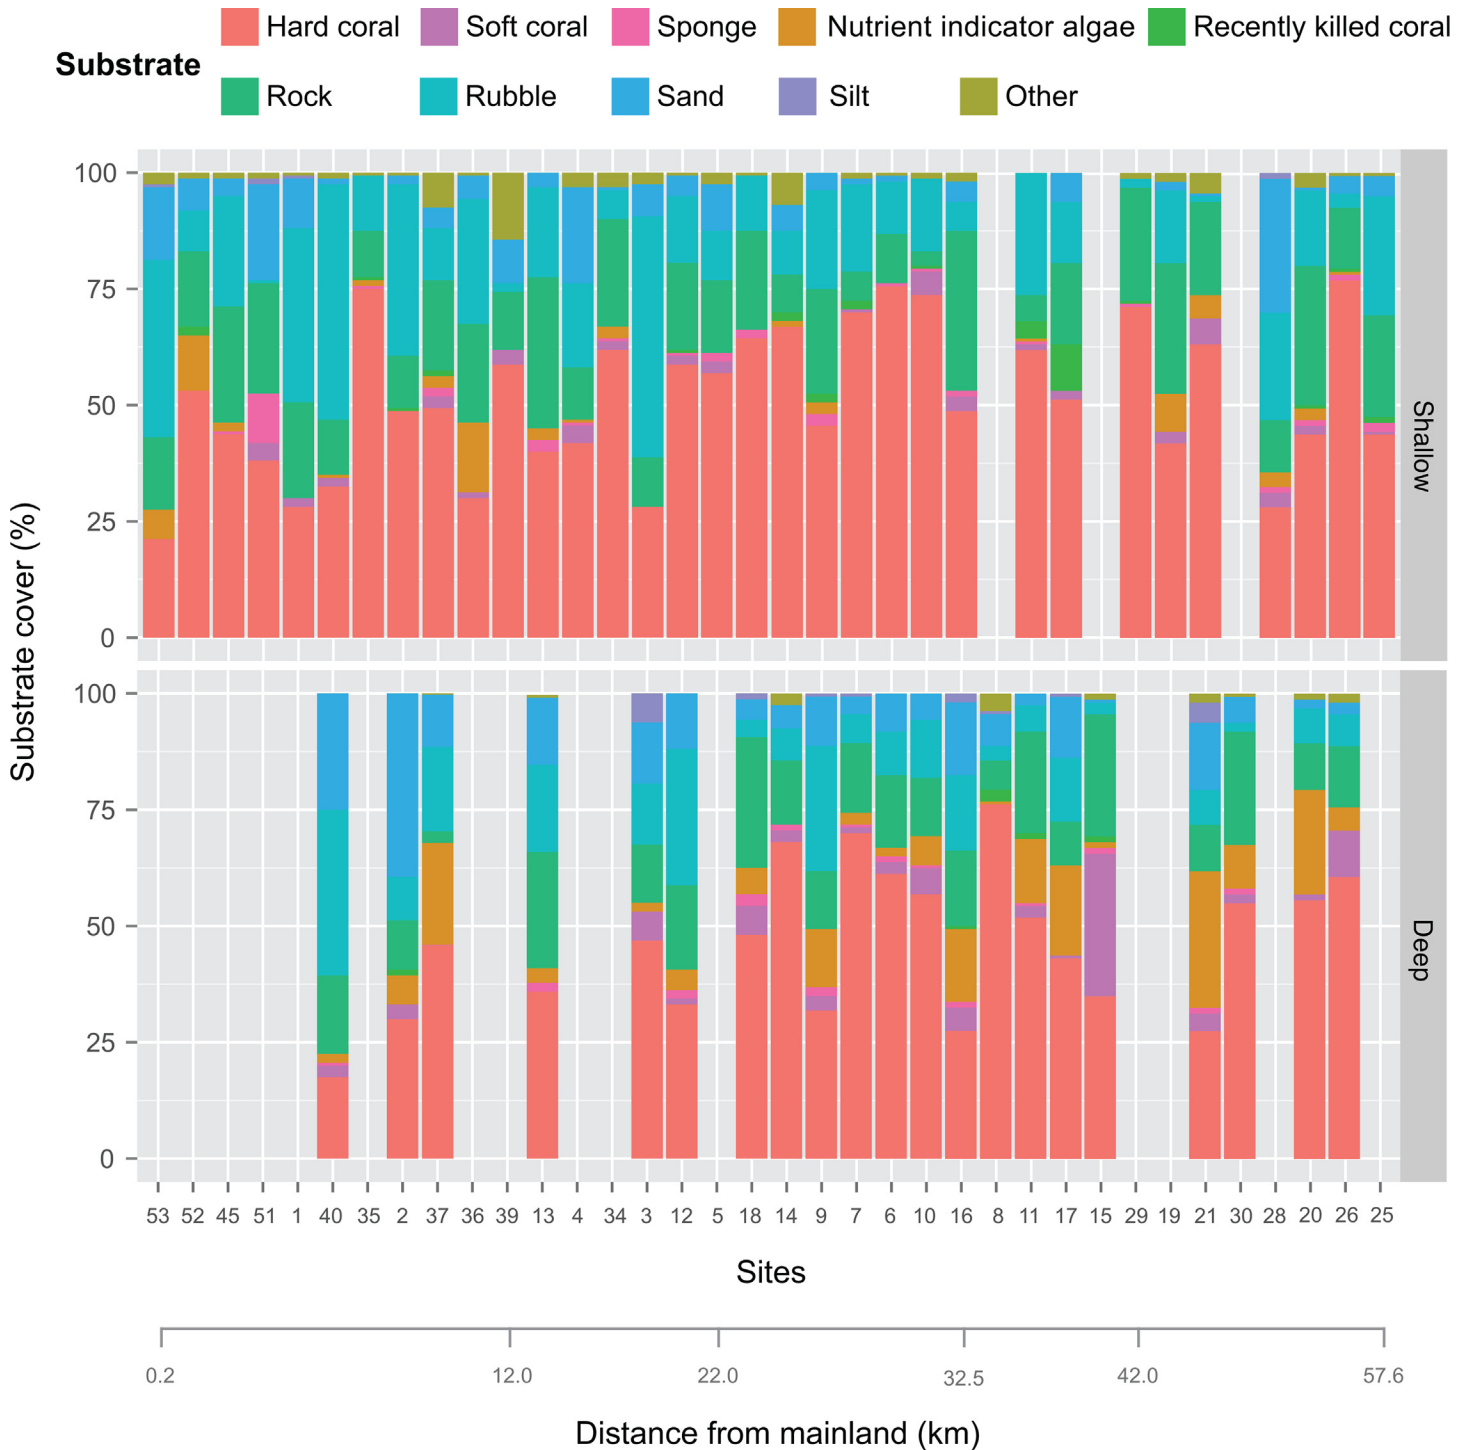 Substrate
Hard coral Soft coral Sponge Nutrient indicator algae Recently killed coral
Rock Rubble Sand Silt Other
Substrate cover (%)
100
75
50
25
0
Shallow
100
75
50
25
0
Deep
53 52 45 51 1 40 35 2 37 36 39 13 4 34 3 12 5 18 14 9 7 6 10 16 8 11 17 15 29 19 21 30 28 20 26 25
Sites
0.2 12.0 22.0 32.5 42.0 57.6
Distance from mainland (km)